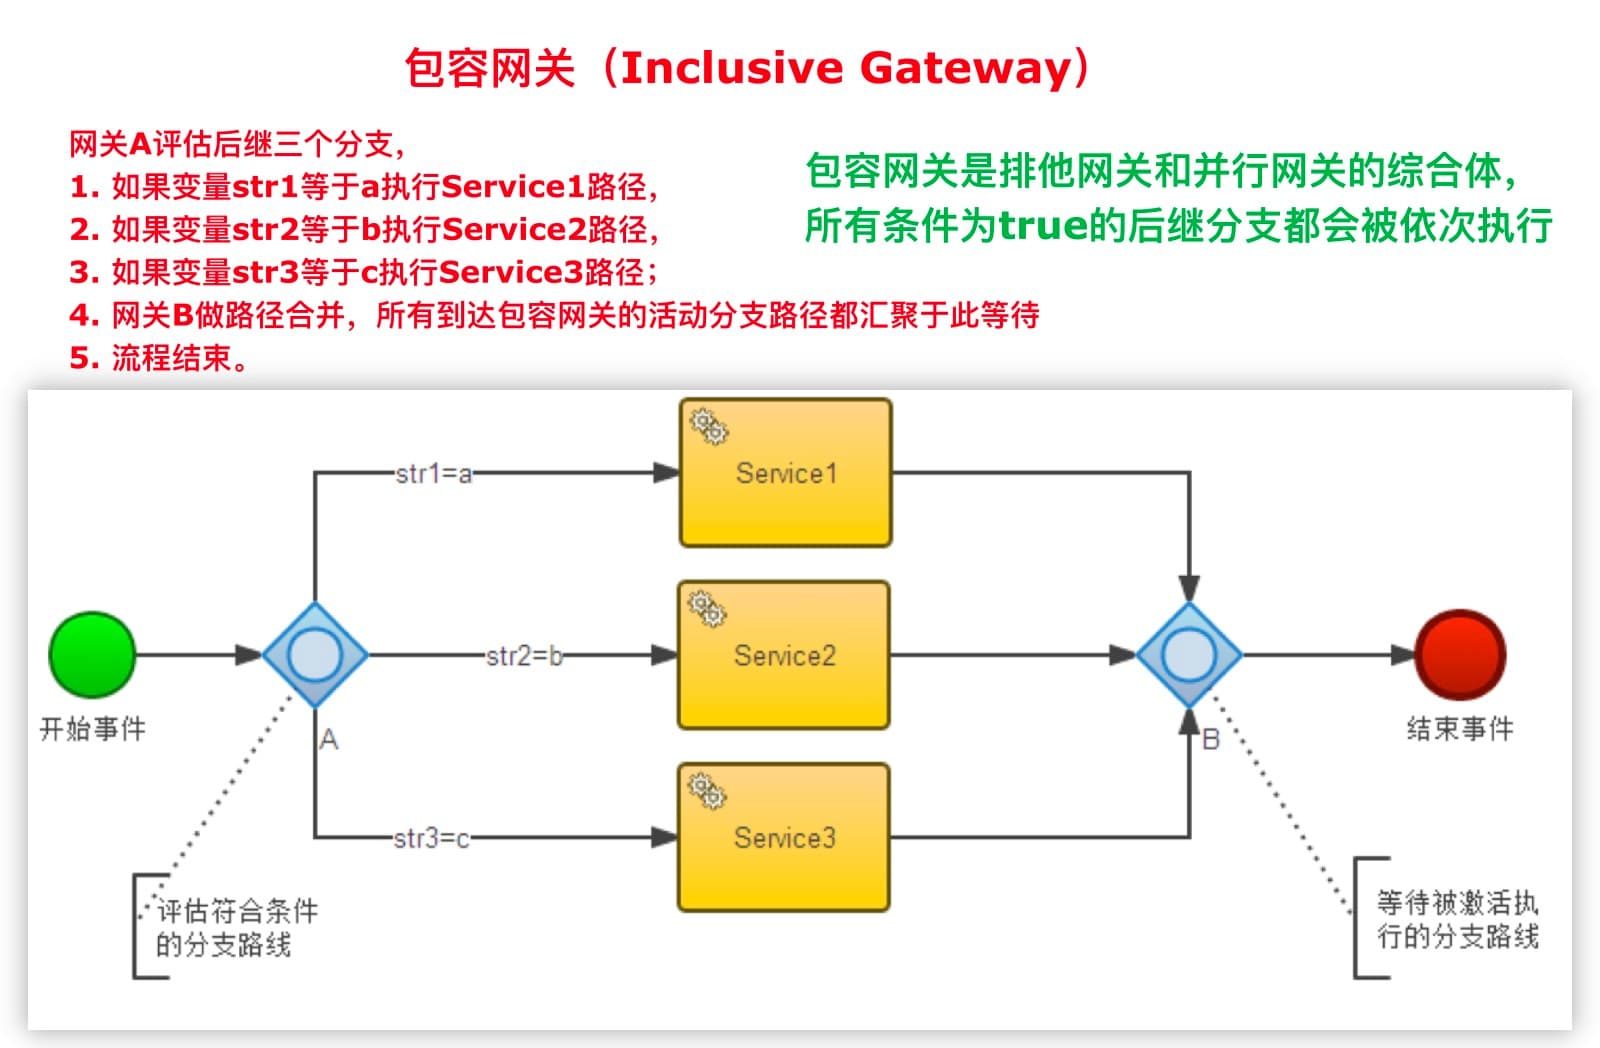 包容网关（Inclusive Gateway）
网关A评估后继三个分支，
1. 如果变量str1等于a执行Service1路径，
2. 如果变量str2等于b执行Service2路径，
3. 如果变量str3等于c执行Service3路径；
4. 网关B做路径合并，所有到达包容网关的活动分支路径都汇聚于此等待
5. 流程结束。
包容网关是排他网关和并行网关的综合体，
所有条件为true的后继分支都会被依次执行
str1=a
Service1
str2=b
Service2
开始事件
A
B
结束事件
str3=c
Service3
评估符合条件
的分支路线
等待被激活执
行的分支路线